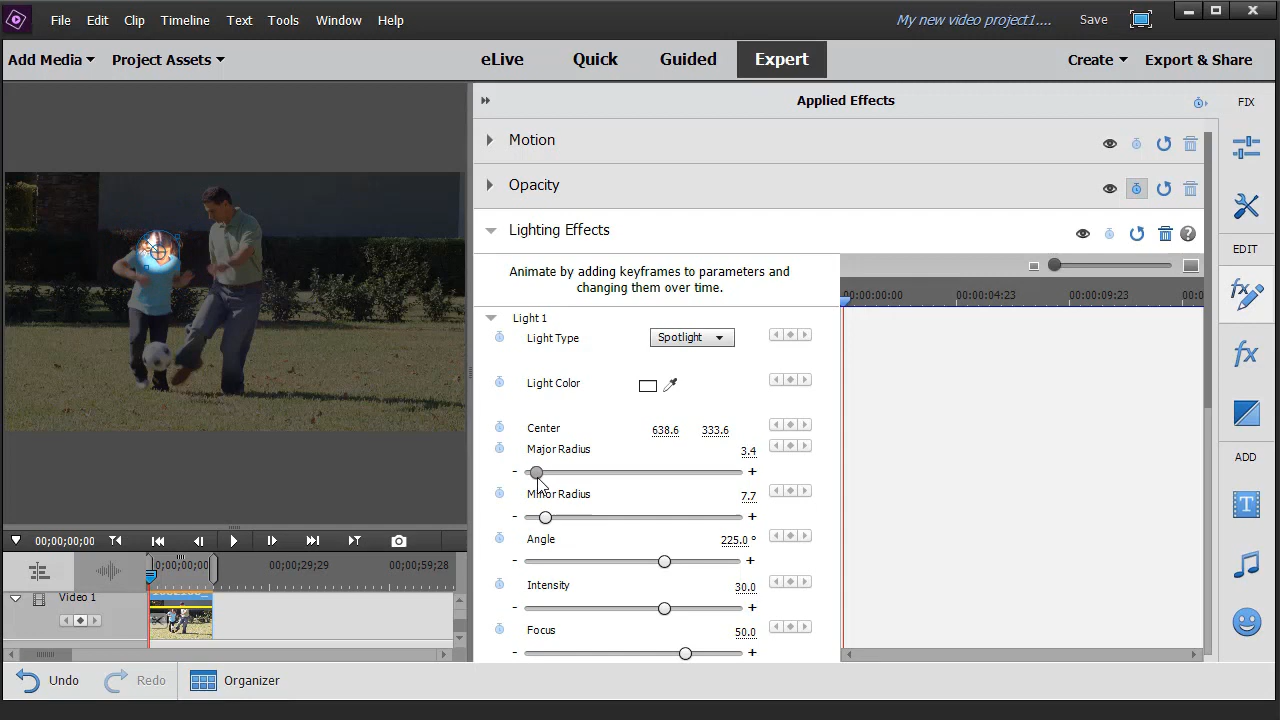 File Edit Clip Timeline Text Tools Window Help My new video project1.... Save
Add Media Project Assets eLive Quick Guided Expert Create Export & Share
Applied Effects FIX
Motion
Opacity
Lighting Effects
EDIT
Animate by adding keyframes to parameters and
changing them over time.
00;00;00;00 00;00;04;23 00;00;09;23
Light 1
Light Type Spotlight
Light Color
Center 638.6 333.6
Major Radius 3.4
- +
Minor Radius 7.7
- +
ADD
Angle 225.0 °
- +
Intensity 30.0
- +
Focus 50.0
- +
00;00;00;00
0;00;00;00 00;00;29;29 00;00;59;28
Video 1
Undo Redo Organizer